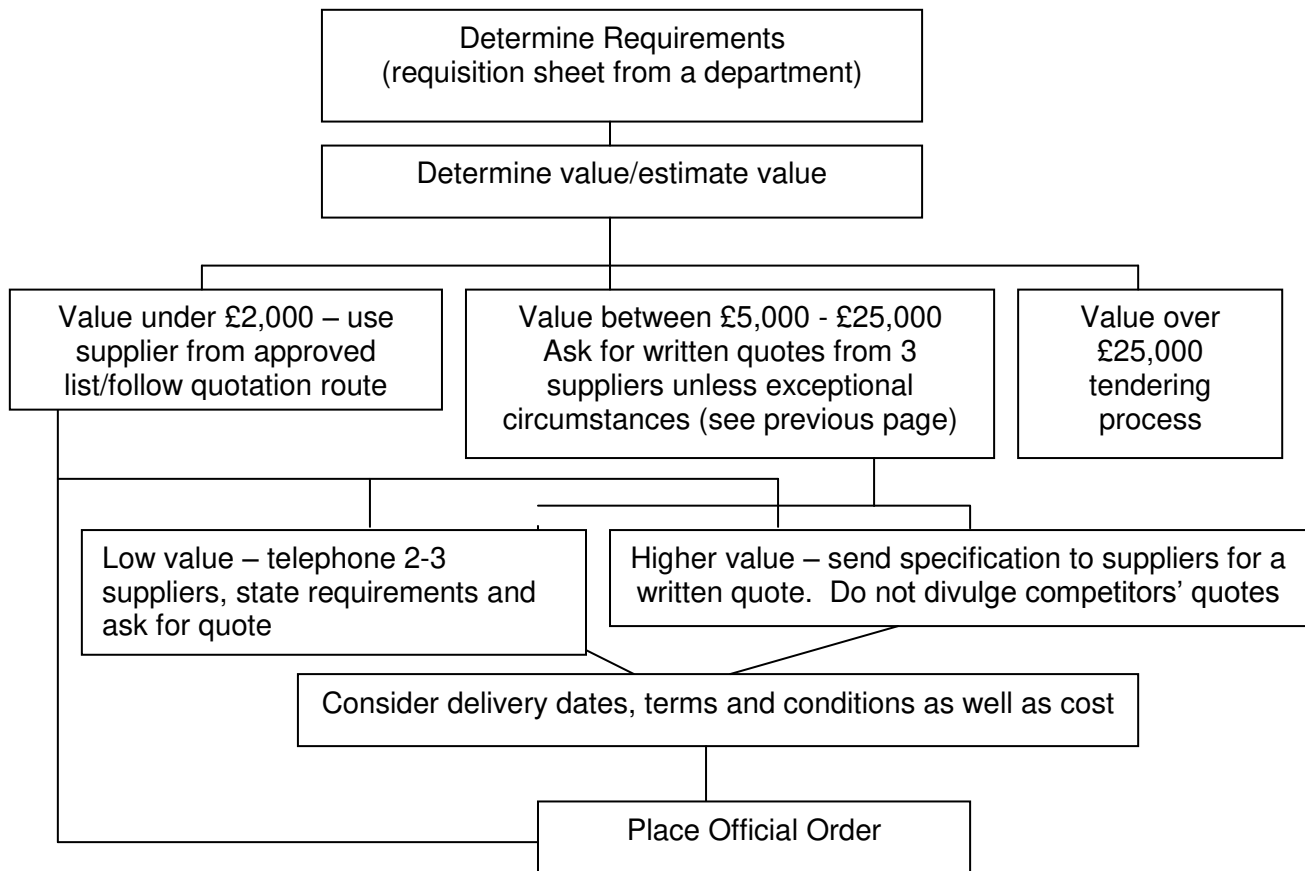 Determine Requirements
(requisition sheet from a department)
Determine value/estimate value
Value under £2,000 – use
supplier from approved
list/follow quotation route
Value between £5,000 - £25,000
Ask for written quotes from 3
suppliers unless exceptional
circumstances (see previous page)
Value over
£25,000
tendering
process
Low value – telephone 2-3
suppliers, state requirements and
ask for quote
Higher value – send specification to suppliers for a
written quote.  Do not divulge competitors’ quotes
Consider delivery dates, terms and conditions as well as cost
Place Official Order